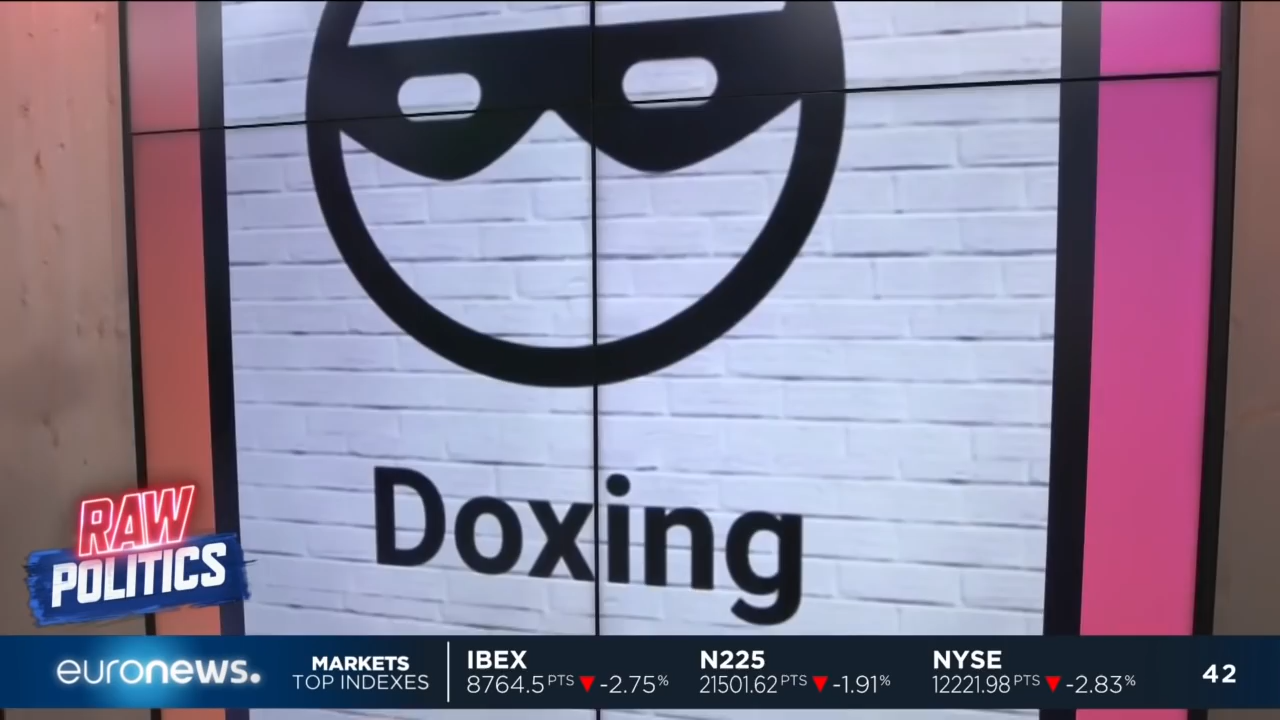 Doxing
RAW
POLITICS
euronews.
MARKETS
TOP INDEXES
IBEX
8764.5 PTS ▼ -2.75%
N225
21501.62 PTS ▼ -1.91%
NYSE
12221.98 PTS ▼ -2.83%
42